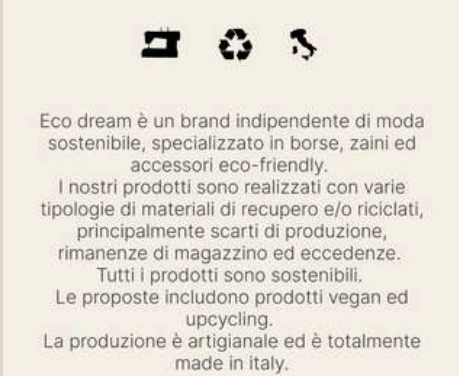 Eco dream è un brand indipendente di moda
sostenibile, specializzato in borse, zaini ed
accessori eco-friendly.
I nostri prodotti sono realizzati con varie
tipologie di materiali di recupero e/o riciclati,
principalmente scarti di produzione,
rimanenze di magazzino ed eccedenze.
Tutti i prodotti sono sostenibili.
Le proposte includono prodotti vegan ed
upcycling.
La produzione è artigianale ed è totalmente
made in italy.